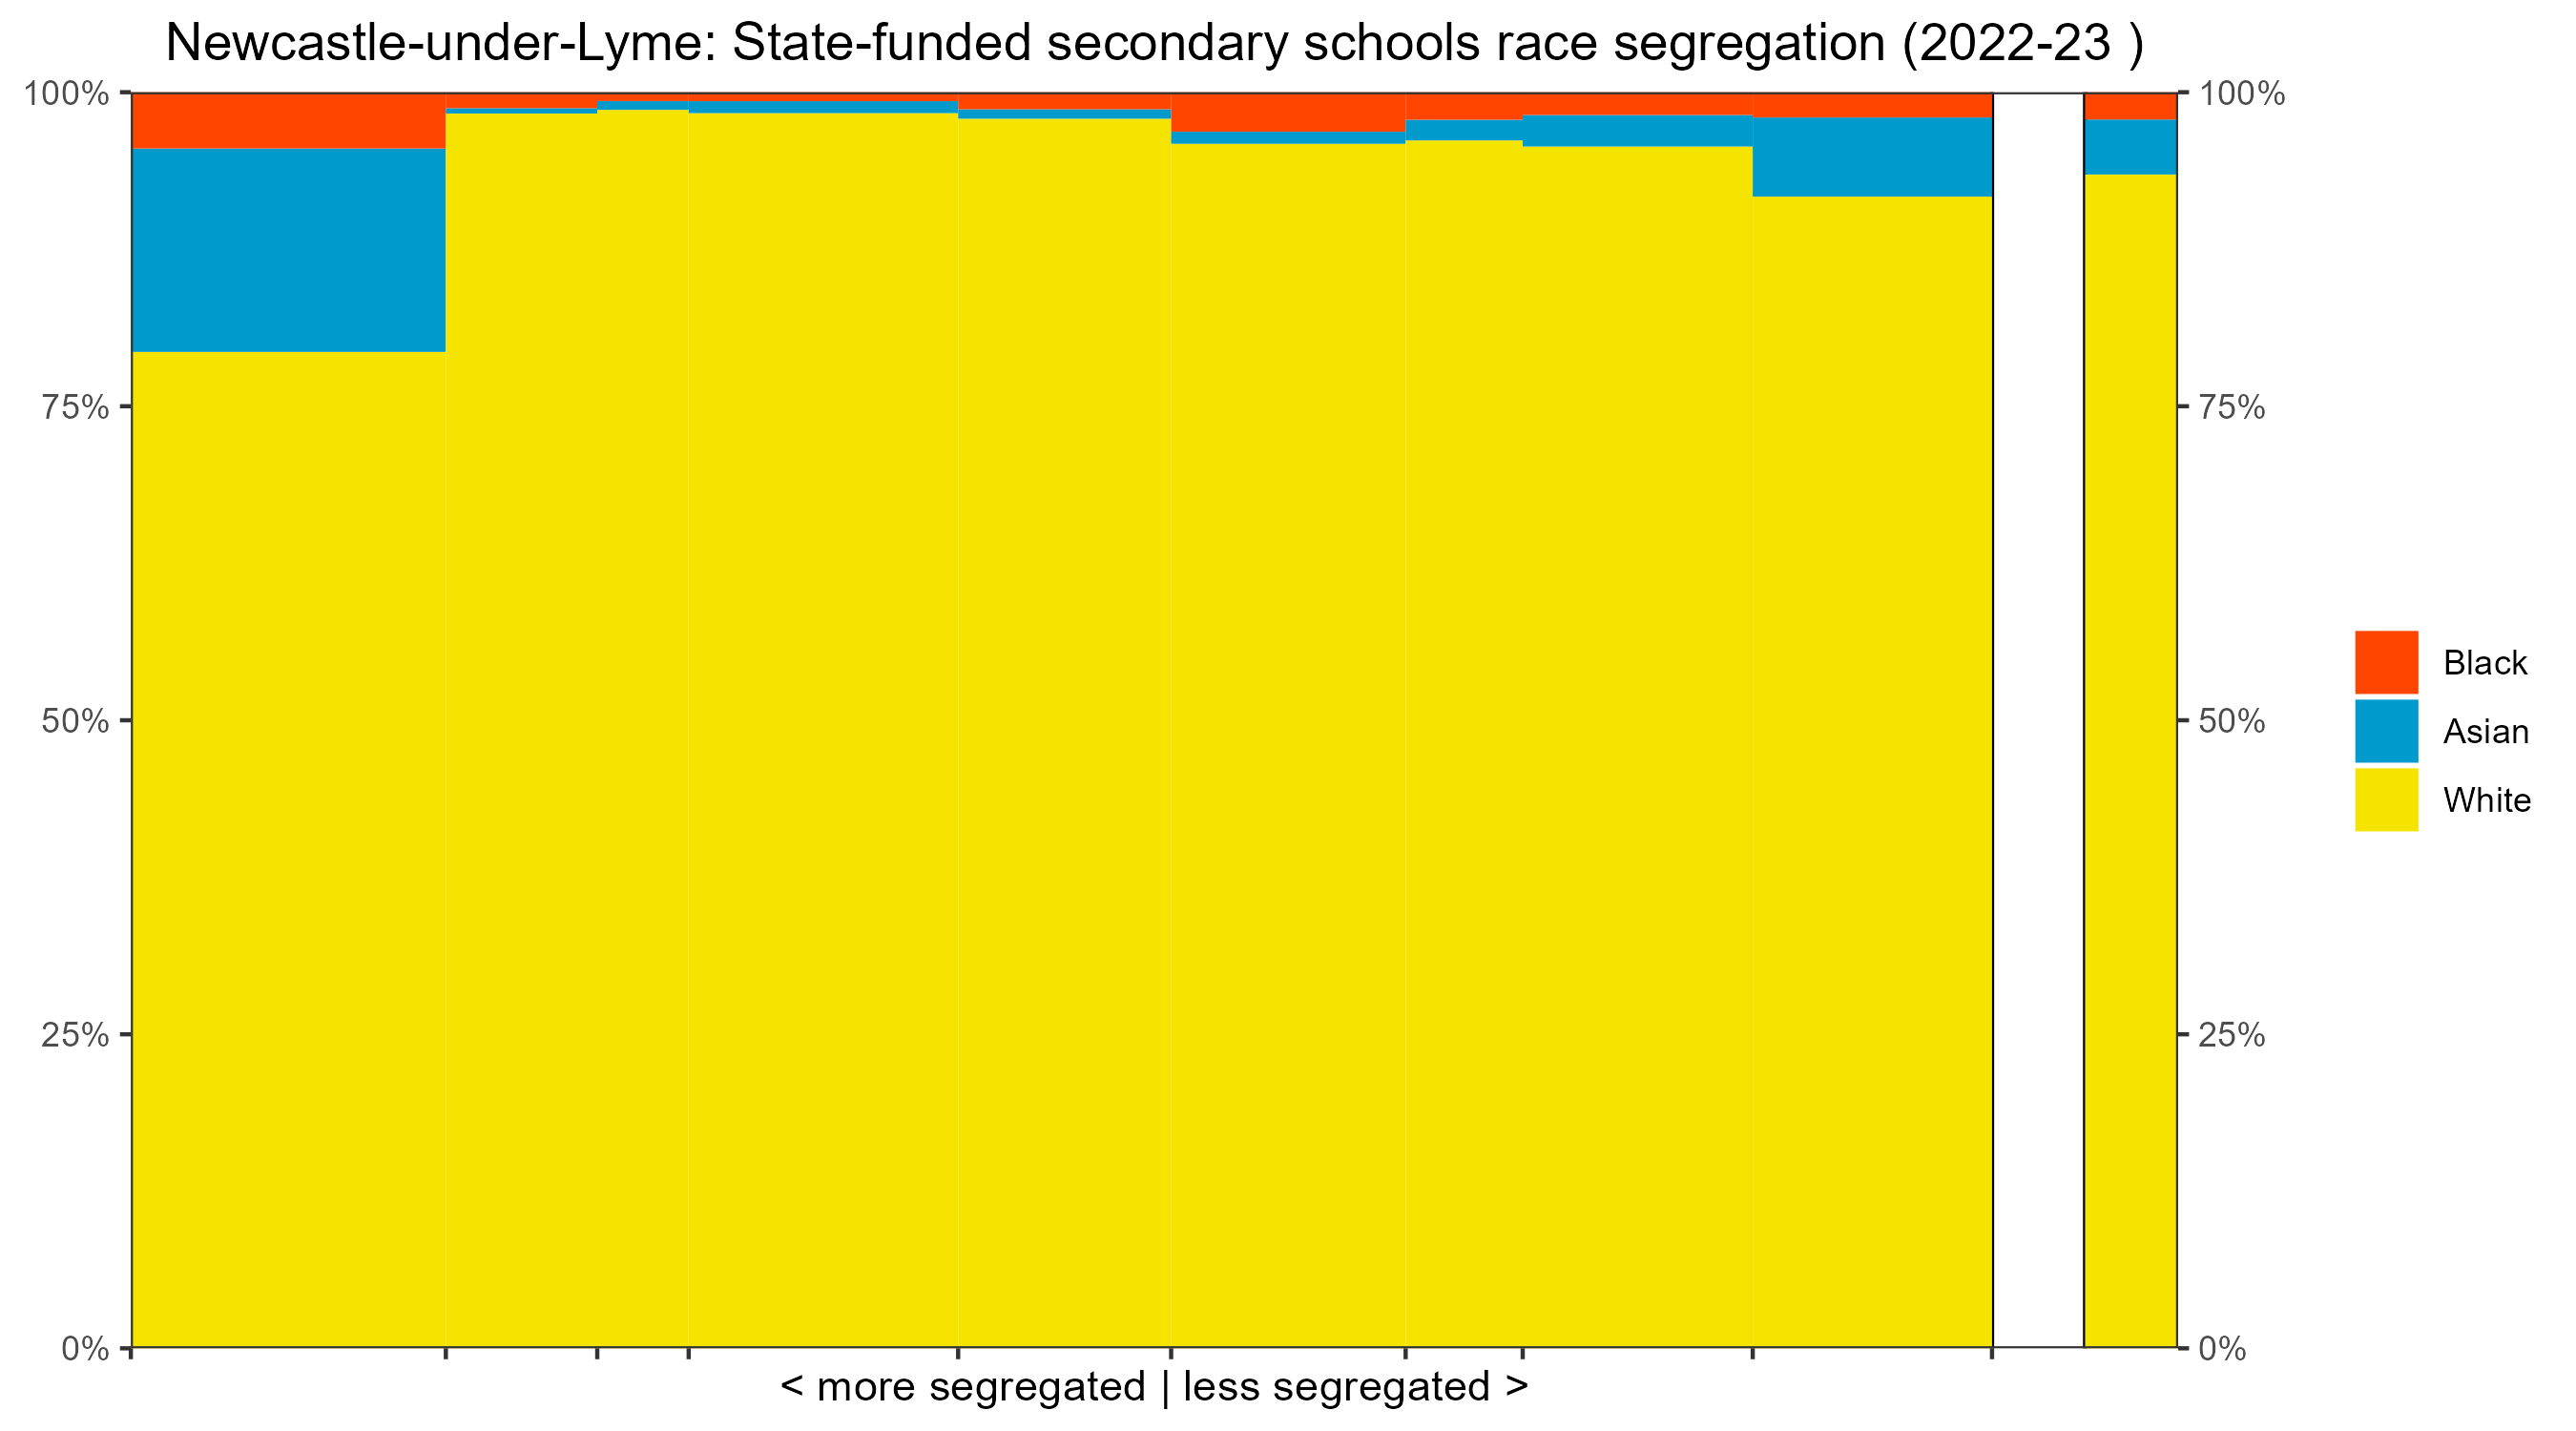 Newcastle-under-Lyme: State-funded secondary schools race segregation (2022-23 )
100%
75%
50%
25%
0%
100%
75%
50%
25%
0%
Black
Asian
White
< more segregated | less segregated >